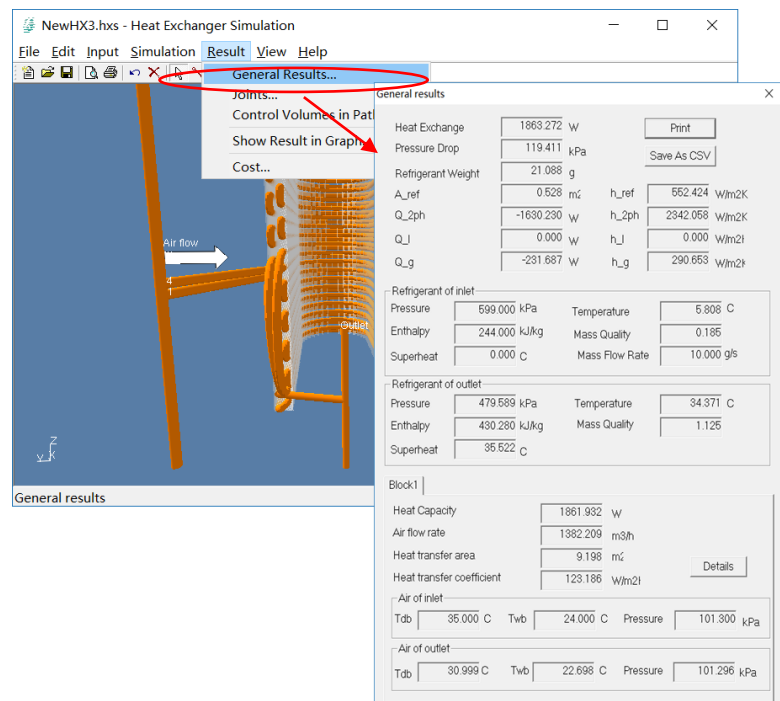 NewHX3.hxs - Heat Exchanger Simulation
File Edit Input Simulation Result View Help
General Results...
Joints...
Control Volumes in Pat
Show Result in Graph
Cost...
Air flow
4
1
Outlet
Z
Y X
General results
General results
Heat Exchange 1863.272 W Print
Pressure Drop 119.411 kPa Save As CSV
Refrigerant Weight 21.088 g
A_ref 0.528 m2 h_ref 552.424 W/m2K
Q_2ph -1630.230 W h_2ph 2342.058 W/m2K
Q_l 0.000 W h_l 0.000 W/m2
Q_g -231.687 W h_g 290.653 W/m2
Refrigerant of inlet
Pressure 599.000 kPa Temperature 5.808 C
Enthalpy 244.000 kJ/kg Mass Quality 0.185
Superheat 0.000 C Mass Flow Rate 10.000 g/s
Refrigerant of outlet
Pressure 479.589 kPa Temperature 34.371 C
Enthalpy 430.280 kJ/kg Mass Quality 1.125
Superheat 35.522 C
Block1
Heat Capacity 1861.932 W
Air flow rate 1382.209 m3/h
Heat transfer area 9.198 m2 Details
Heat transfer coefficient 123.186 W/m2
Air of inlet
Tdb 35.000 C Twb 24.000 C Pressure 101.300 kPa
Air of outlet
Tdb 30.999 C Twb 22.698 C Pressure 101.296 kPa